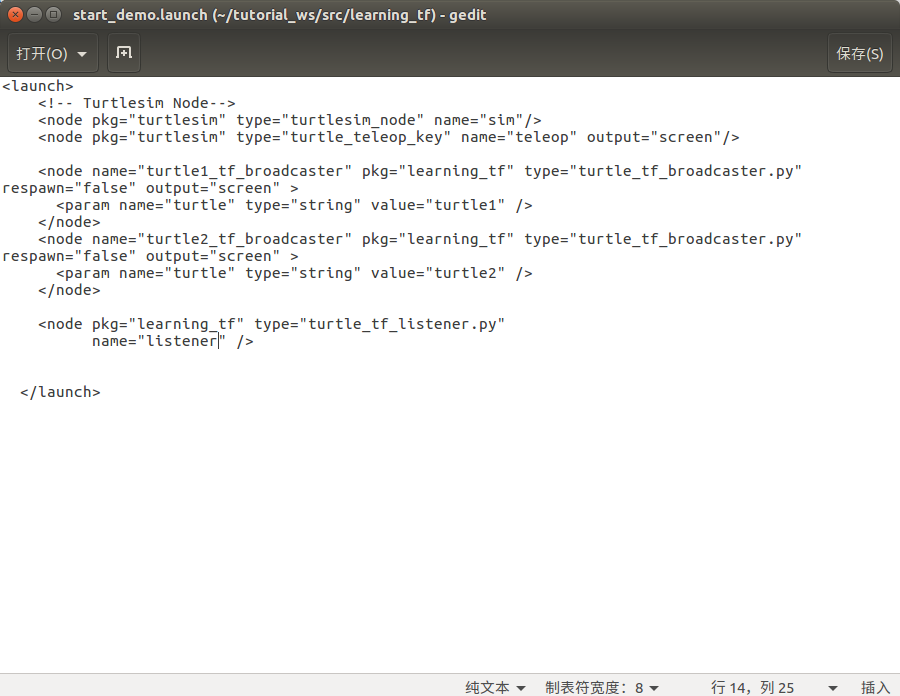 start_demo.launch (~/tutorial_ws/src/learning_tf) - gedit
打开(O)
保存(S)
<launch>
    <!-- Turtlesim Node-->
    <node pkg="turtlesim" type="turtlesim_node" name="sim"/>
    <node pkg="turtlesim" type="turtle_teleop_key" name="teleop" output="screen"/>
    <node name="turtle1_tf_broadcaster" pkg="learning_tf" type="turtle_tf_broadcaster.py"
respawn="false" output="screen" >
      <param name="turtle" type="string" value="turtle1" />
    </node>
    <node name="turtle2_tf_broadcaster" pkg="learning_tf" type="turtle_tf_broadcaster.py"
respawn="false" output="screen" >
      <param name="turtle" type="string" value="turtle2" />
    </node>
    <node pkg="learning_tf" type="turtle_tf_listener.py"
          name="listener" />
  </launch>
纯文本 制表符宽度：8 行 14，列 25 插入